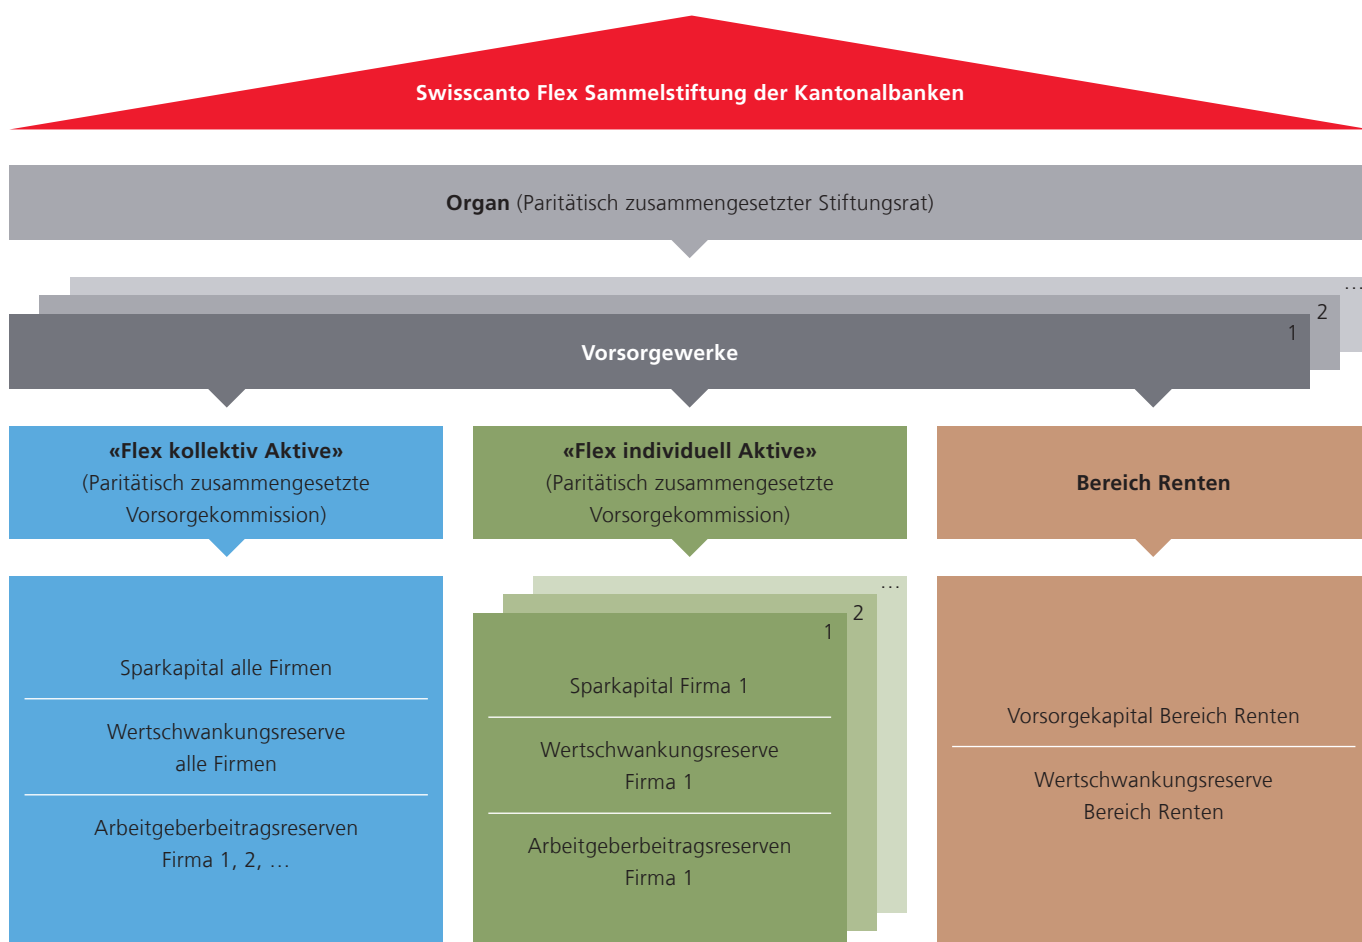 Swisscanto Flex Sammelstiftung der Kantonalbanken
Organ (Paritätisch zusammengesetzter Stiftungsrat)
…
2
1
Vorsorgewerke
«Flex kollektiv Aktive»
(Paritätisch zusammengesetzte
Vorsorgekommission)
«Flex individuell Aktive»
(Paritätisch zusammengesetzte
Vorsorgekommission)
Bereich Renten
Sparkapital alle Firmen
Wertschwankungsreserve
alle Firmen
Arbeitgeberbeitragsreserven
Firma 1, 2, …
…
2
1
Sparkapital Firma 1
Wertschwankungsreserve
Firma 1
Arbeitgeberbeitragsreserven
Firma 1
Vorsorgekapital Bereich Renten
Wertschwankungsreserve
Bereich Renten